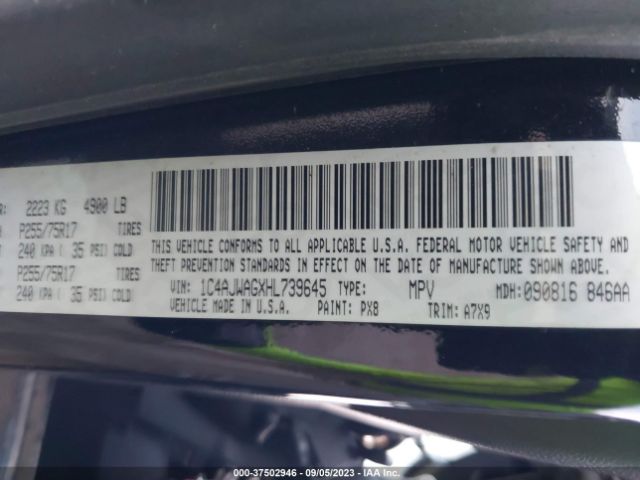 R: 2223 KG 4900 LB
P255/75R17 TIRES
240 KPA ( 35 PSI) COLD
P255/75R17 TIRES
240 KPA ( 35 PSI) COLD
THIS VEHICLE CONFORMS TO ALL APPLICABLE U.S.A. FEDERAL MOTOR VEHICLE SAFETY AND
THEFT PREVENTION STANDARDS IN EFFECT ON THE DATE OF MANUFACTURE SHOWN ABOVE.
VIN: 1C4AJWAGXHL739645 TYPE: MPV MDH: 090816 846AA
VEHICLE MADE IN U.S.A. PAINT: PX8 TRIM: A7X9
000-37502946 - 09/05/2023 - IAA Inc.